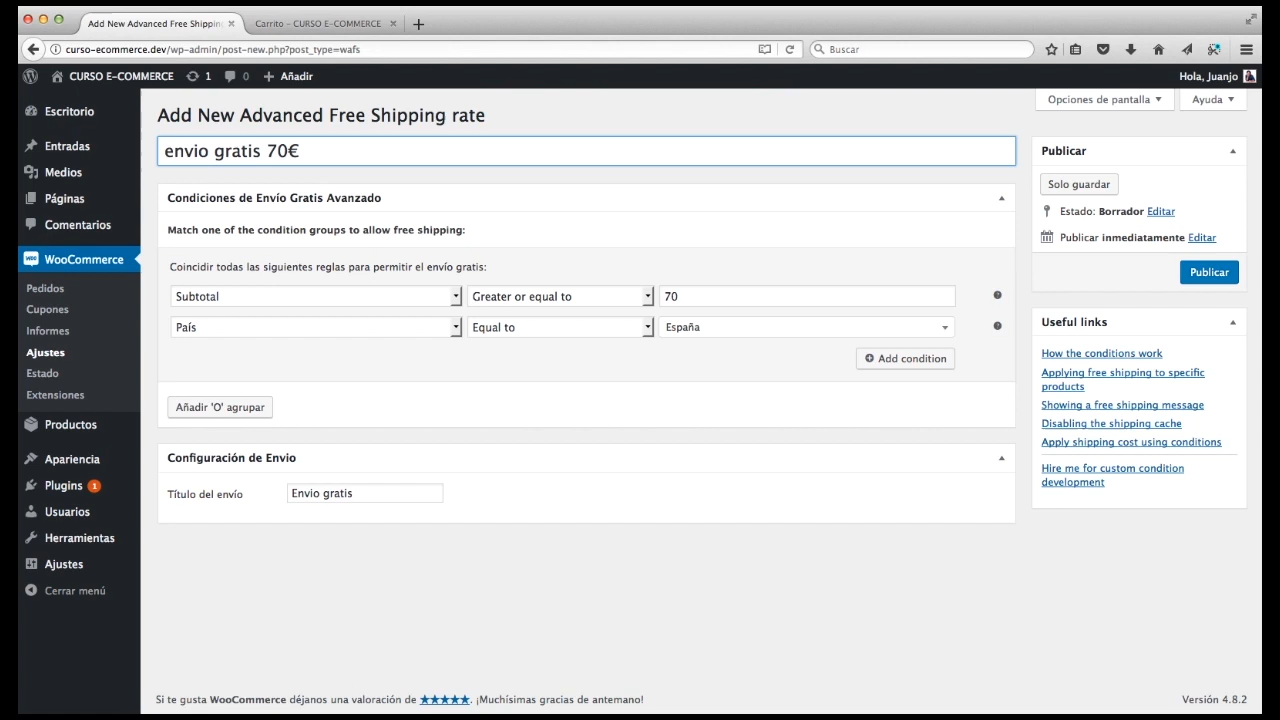 Add New Advanced Free Shippin
Carrito – CURSO E-COMMERCE
curso-ecommerce.dev/wp-admin/post-new.php?post_type=wafs
Buscar
CURSO E-COMMERCE
1
0
Añadir
Hola, Juanjo
Escritorio
Entradas
Medios
Páginas
Comentarios
WooCommerce
Pedidos
Cupones
Informes
Ajustes
Estado
Extensiones
Productos
Apariencia
Plugins 1
Usuarios
Herramientas
Ajustes
Cerrar menú
Opciones de pantalla
Ayuda
Add New Advanced Free Shipping rate
envio gratis 70€
Condiciones de Envío Gratis Avanzado
Match one of the condition groups to allow free shipping:
Coincidir todas las siguientes reglas para permitir el envío gratis:
Subtotal Greater or equal to 70
País Equal to España
Add condition
Añadir 'O' agrupar
Configuración de Envio
Título del envío Envio gratis
Publicar
Solo guardar
Estado: Borrador Editar
Publicar inmediatamente Editar
Publicar
Useful links
How the conditions work
Applying free shipping to specific
products
Showing a free shipping message
Disabling the shipping cache
Apply shipping cost using conditions
Hire me for custom condition
development
Si te gusta WooCommerce déjanos una valoración de ★★★★★. ¡Muchísimas gracias de antemano!
Versión 4.8.2